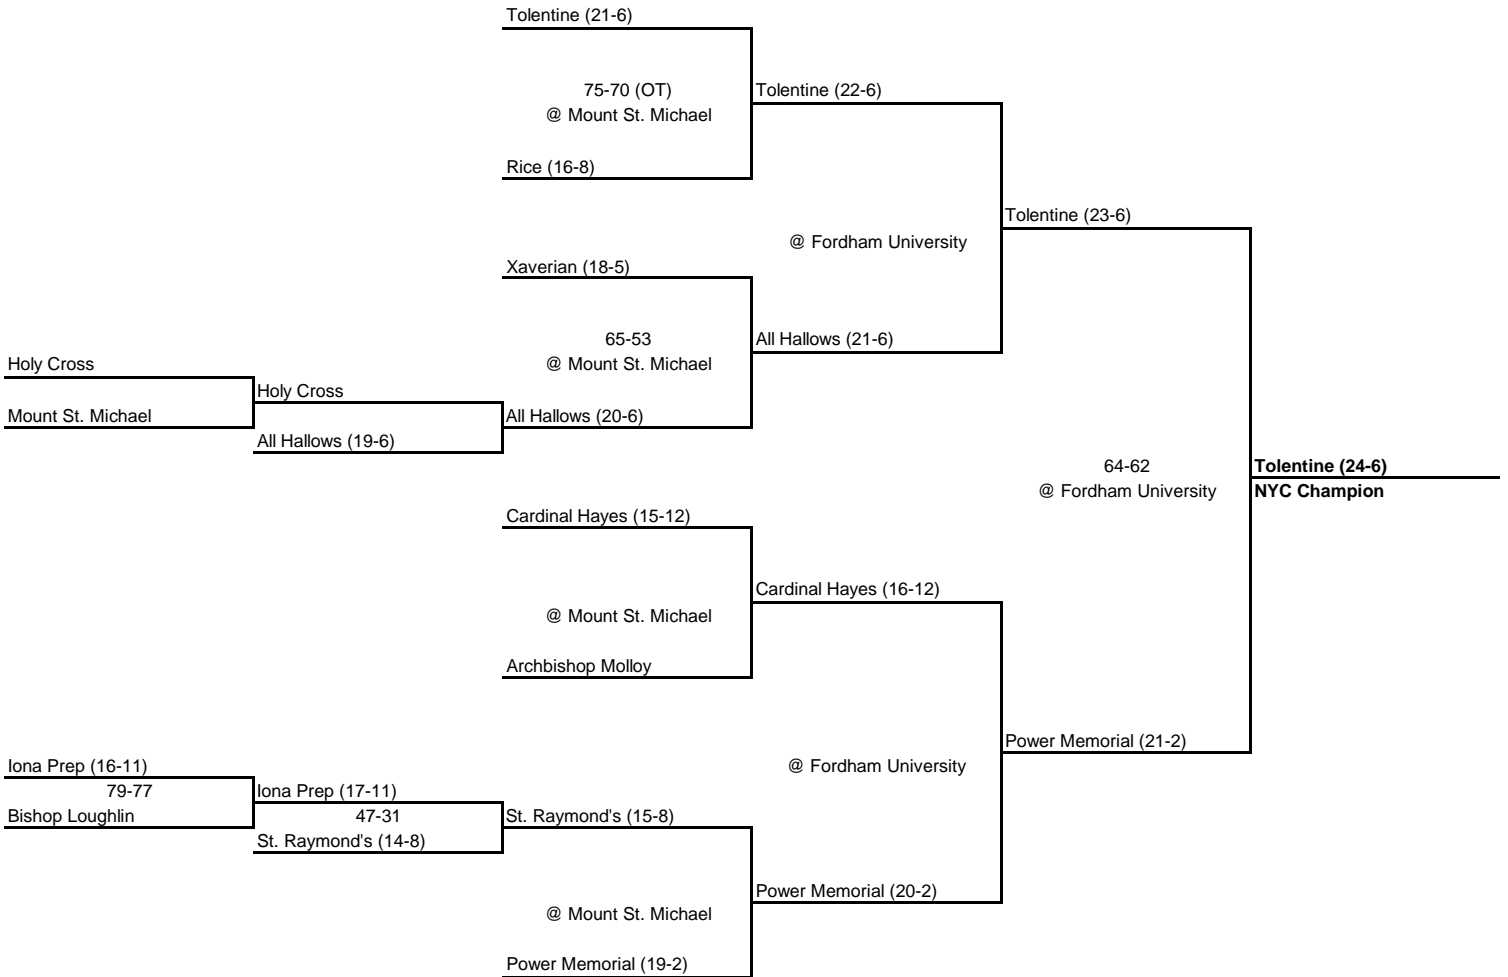 Tolentine (21-6)
75-70 (OT)
@ Mount St. Michael
Tolentine (22-6)
Rice (16-8)
Tolentine (23-6)
@ Fordham University
Xaverian (18-5)
65-53
@ Mount St. Michael
All Hallows (21-6)
Holy Cross
Holy Cross
Mount St. Michael
All Hallows (20-6)
All Hallows (19-6)
64-62
@ Fordham University
Tolentine (24-6)
NYC Champion
Cardinal Hayes (15-12)
Cardinal Hayes (16-12)
@ Mount St. Michael
Archbishop Molloy
Power Memorial (21-2)
@ Fordham University
Iona Prep (16-11)
79-77
Iona Prep (17-11)
Bishop Loughlin
47-31
St. Raymond's (15-8)
St. Raymond's (14-8)
Power Memorial (20-2)
@ Mount St. Michael
Power Memorial (19-2)